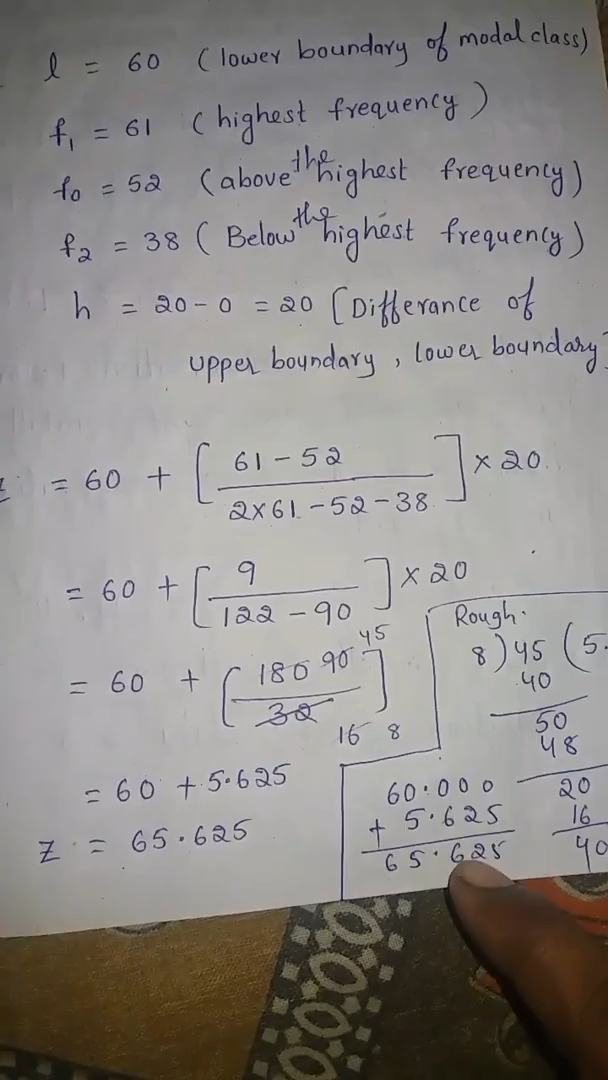 l = 60 (lower boundary of modal class)
f₁ = 61 (highest frequency)
f₀ = 52 (above the highest frequency)
f₂ = 38 (Below the highest frequency)
h = 20 - 0 = 20 [Differance of
upper boundary, lower boundary]
= 60 + [61 - 52 / 2×61 - 52 - 38] × 20
= 60 + [9 / 122 - 90] × 20
= 60 + [180 90 45 / 32 16 8]
= 60 + 5.625
Z = 65.625
Rough.
8) 45 (5.
40
50
48
20
16
40
60.000
+ 5.625
65.625